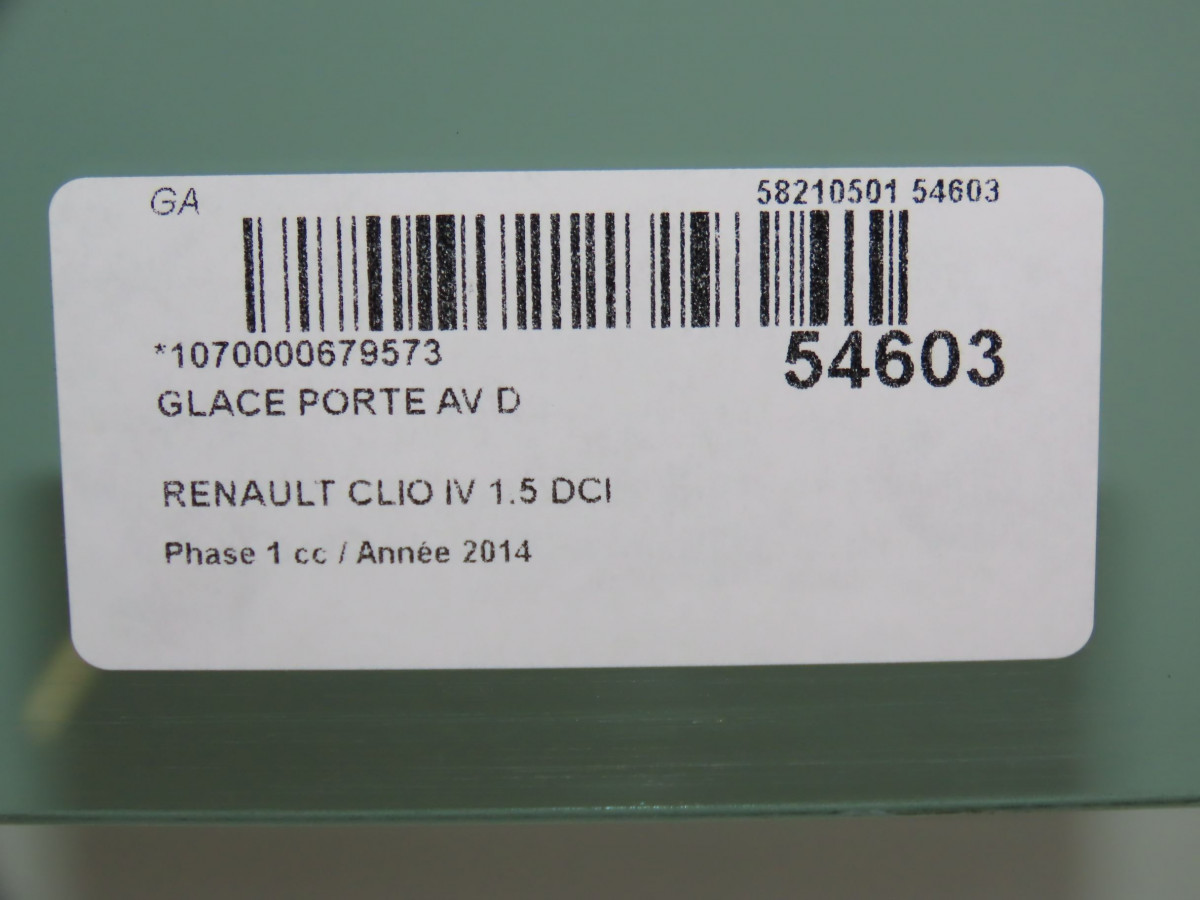 GA
58210501 54603
*1070000679573
54603
GLACE PORTE AV D
RENAULT CLIO IV 1.5 DCI
Phase 1 cc / Année 2014